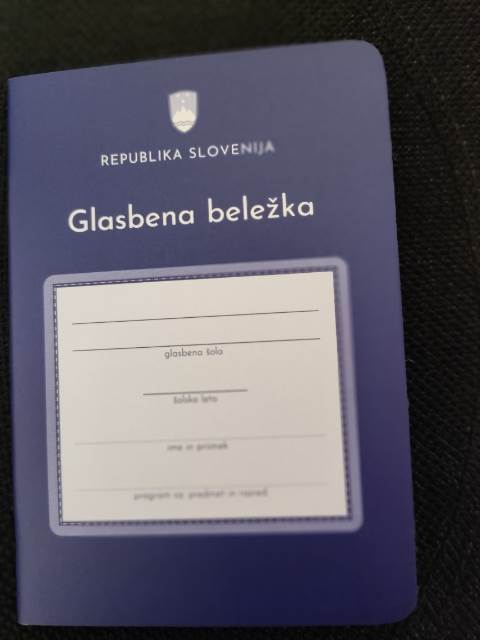 REPUBLIKA SLOVENIJA
Glasbena beležka
glasbena šola
šolsko leto
ime in priimek
program oz. predmet in razred